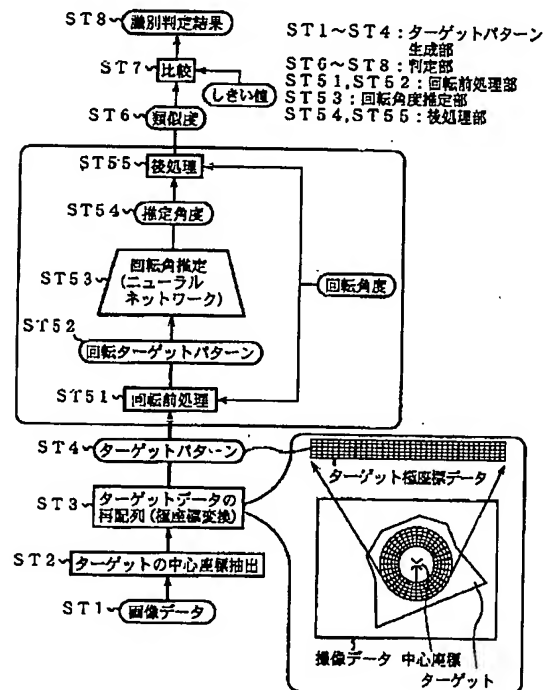 ST8 識別判定結果
ST7 比較
しきい値
ST6 類似度
ST1~ST4:ターゲットパターン
生成部
ST6~ST8:判定部
ST51,ST52:回転前処理部
ST53:回転角度推定部
ST54,ST55:後処理部
ST55 後処理
ST54 推定角度
ST53 回転角推定
(ニューラル
ネットワーク)
回転角度
ST52
回転ターゲットパターン
ST51 回転前処理
ST4 ターゲットパターン
ターゲット極座標データ
ST3 ターゲットデータの
再配列(極座標変換)
ST2 ターゲットの中心座標抽出
ST1 画像データ
撮像データ 中心座標
ターゲット